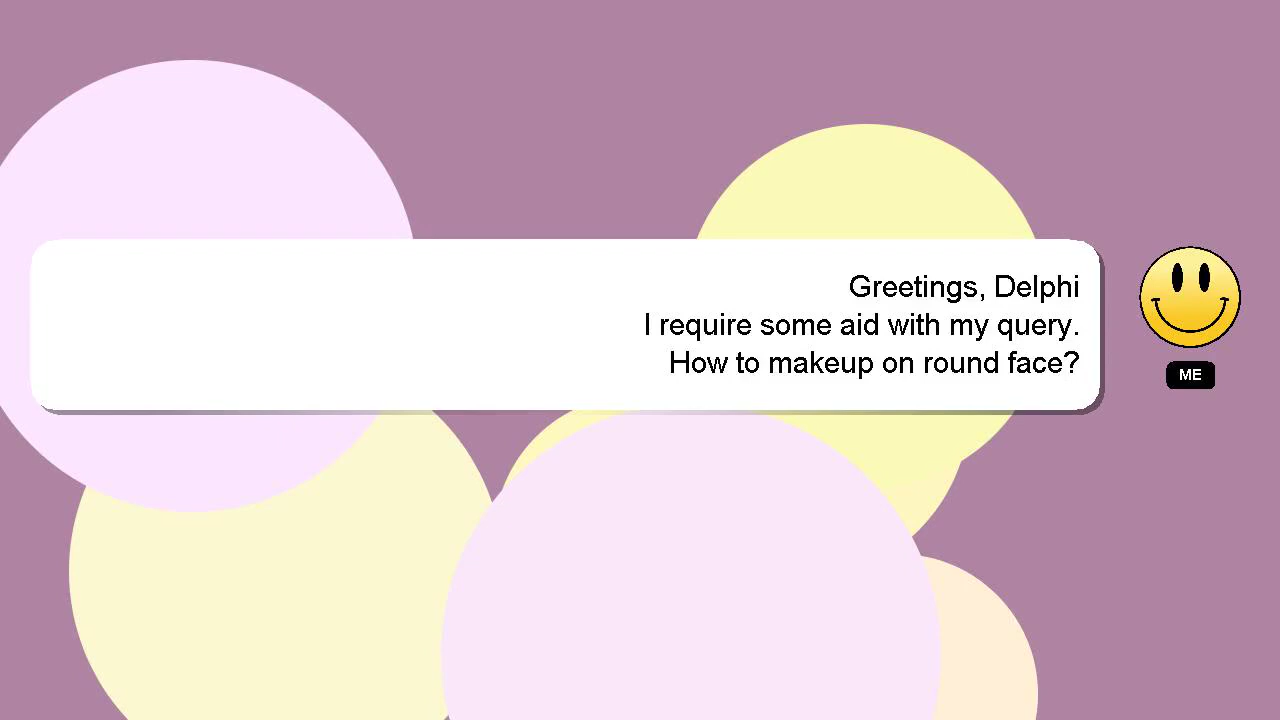 Greetings, Delphi
I require some aid with my query.
How to makeup on round face?
ME